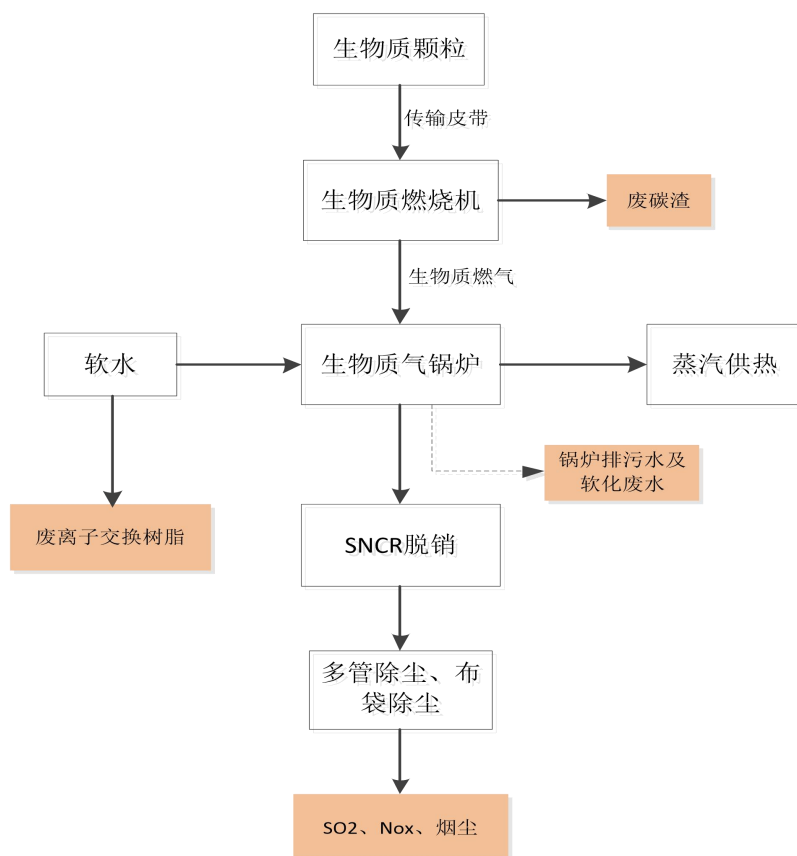 生物质颗粒
传输皮带
生物质燃烧机
废碳渣
生物质燃气
软水
生物质气锅炉
蒸汽供热
锅炉排污水及
软化废水
废离子交换树脂
SNCR脱销
多管除尘、布
袋除尘
SO2、Nox、烟尘